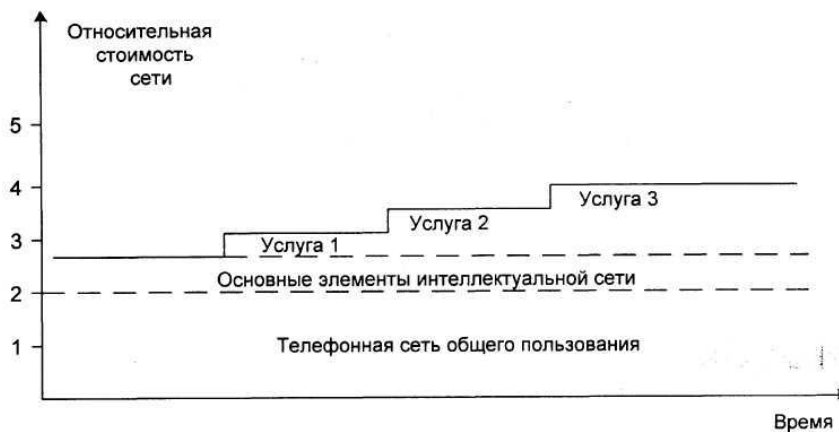 Относительная
стоимость
сети
5
4
3
2
1
Услуга 1
Услуга 2
Услуга 3
Основные элементы интеллектуальной сети
Телефонная сеть общего пользования
Время